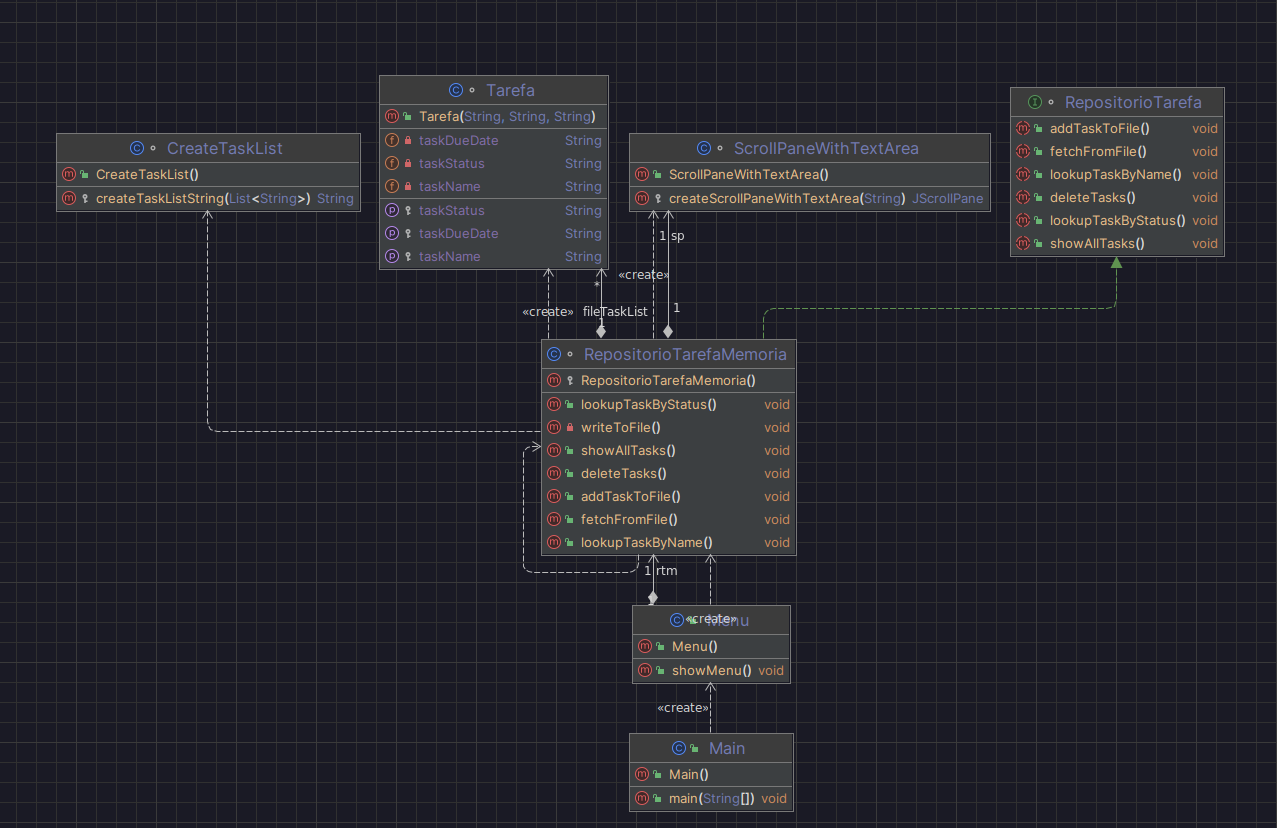 Tarefa
Tarefa(String, String, String)
taskDueDate String
taskStatus String
taskName String
taskStatus String
taskDueDate String
taskName String
RepositorioTarefa
addTaskToFile() void
fetchFromFile() void
lookupTaskByName() void
deleteTasks() void
lookupTaskByStatus() void
showAllTasks() void
CreateTaskList
CreateTaskList()
createTaskListString(List<String>) String
ScrollPaneWithTextArea
ScrollPaneWithTextArea()
createScrollPaneWithTextArea(String) JScrollPane
1 sp
«create»
*
«create»
fileTaskList
1
1
RepositorioTarefaMemoria
RepositorioTarefaMemoria()
lookupTaskByStatus() void
writeToFile() void
showAllTasks() void
deleteTasks() void
addTaskToFile() void
fetchFromFile() void
lookupTaskByName() void
1 rtm
«create»
Menu
Menu()
showMenu() void
«create»
Main
Main()
main(String[]) void